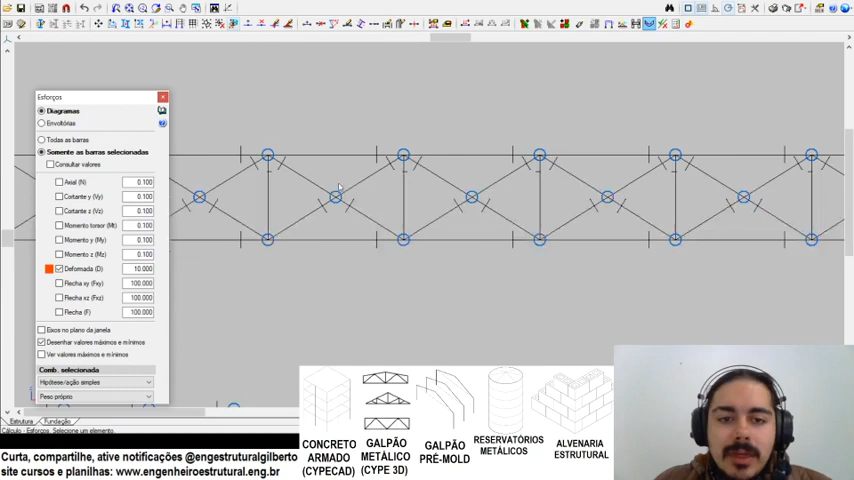 Esforços
Diagramas
Envoltórias
Todas as barras
Somente as barras selecionadas
Consultar valores
Axial (N) 0.100
Cortante y (Vy) 0.100
Cortante z (Vz) 0.100
Momento torsor (Mt) 0.100
Momento y (My) 0.100
Momento z (Mz) 0.100
Deformada (D) 10.000
Flecha xy (Fxy) 100.000
Flecha xz (Fxz) 100.000
Flecha (F) 100.000
Eixos no plano da janela
Desenhar valores máximos e mínimos
Ver valores máximos e mínimos
Comb. selecionada
Hipótese/ação simples
Peso próprio
Estrutura Fundação
Cálculo - Esforços. Selecione um elemento.
CONCRETO ARMADO (CYPECAD)
GALPÃO METÁLICO (CYPE 3D)
GALPÃO PRÉ-MOLD
RESERVATÓRIOS METÁLICOS
ALVENARIA ESTRUTURAL
Curta, compartilhe, ative notificações @engestruturalgilberto
site cursos e planilhas: www.engenheiroestrutural.eng.br